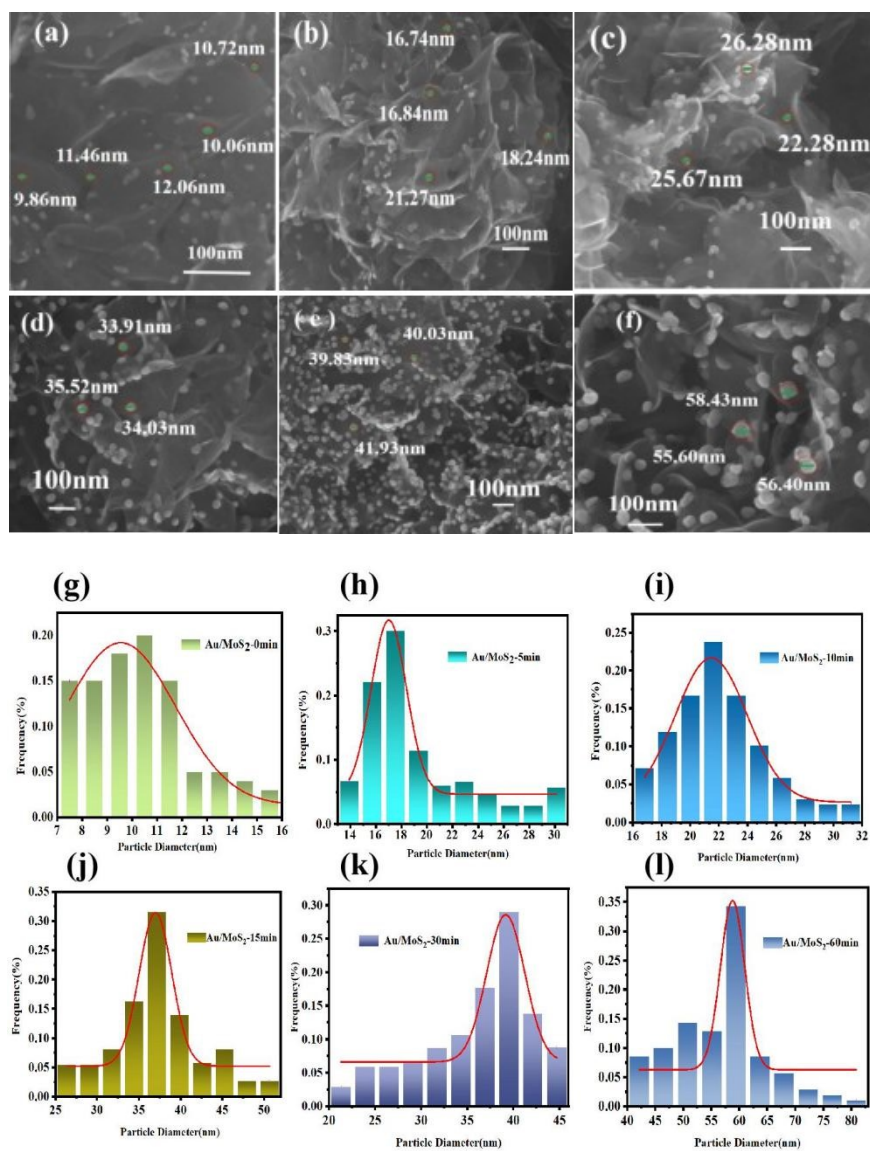 (a)
10.72nm
10.06nm
11.46nm
12.06nm
9.86nm
100nm
(b)
16.74nm
16.84nm
18.24nm
21.27nm
100nm
(c)
26.28nm
22.28nm
25.67nm
100nm
(d)
33.91nm
35.52nm
34.03nm
100nm
(e)
40.03nm
39.83nm
41.93nm
100nm
(f)
58.43nm
55.60nm
56.40nm
100nm
(g)
Au/MoS2-0min
Frequency(%)
0.20
0.15
0.10
0.05
0.00
7 8 9 10 11 12 13 14 15 16
Particle Diameter(nm)
(h)
Au/MoS2-5min
Frequency(%)
0.3
0.2
0.1
0.0
14 16 18 20 22 24 26 28 30
Particle Diameter(nm)
(i)
Au/MoS2-10min
Frequency(%)
0.25
0.20
0.15
0.10
0.05
0.00
16 18 20 22 24 26 28 30 32
Particle Diameter(nm)
(j)
Au/MoS2-15min
Frequency(%)
0.35
0.30
0.25
0.20
0.15
0.10
0.05
0.00
25 30 35 40 45 50
Particle Diameter(nm)
(k)
Au/MoS2-30min
Frequency(%)
0.35
0.30
0.25
0.20
0.15
0.10
0.05
0.00
20 25 30 35 40 45
Particle Diameter(nm)
(l)
Au/MoS2-60min
Frequency(%)
0.35
0.30
0.25
0.20
0.15
0.10
0.05
0.00
40 45 50 55 60 65 70 75 80
Particle Diameter(nm)